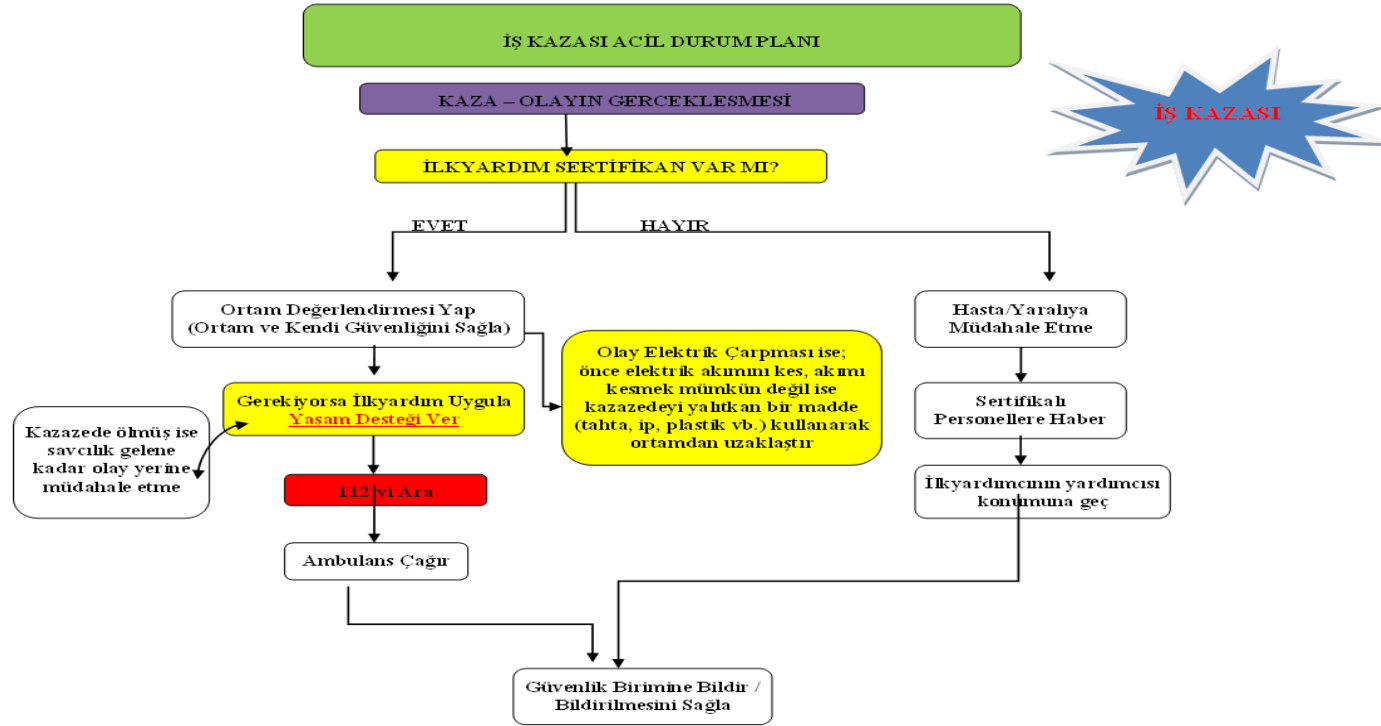 İŞ KAZASI ACİL DURUM PLANI
KAZA – OLAYIN GERCEKLESMESİ
İŞ KAZASI
İLKYARDIM SERTİFİKAN VAR MI?
EVET
HAYIR
Ortam Değerlendirmesi Yap
(Ortam ve Kendi Güvenliğini Sağla)
Hasta/Yaralıya
Müdahale Etme
Olay Elektrik Çarpması ise;
önce elektrik akımını kes, akımı
kesmek mümkün değil ise
kazazedeyi yalıtkan bir madde
(tahta, ip, plastik vb.) kullanarak
ortamdan uzaklaştır
Gerekiyorsa İlkyardım Uygula
Yaşam Desteği Ver
Kazazede ölmüş ise
savcılık gelene
kadar olay yerine
müdahale etme
Sertifikalı
Personellere Haber
112 yi Ara
İlkyardımcının yardımcısı
konumuna geç
Ambulans Çağır
Güvenlik Birimine Bildir /
Bildirilmesini Sağla